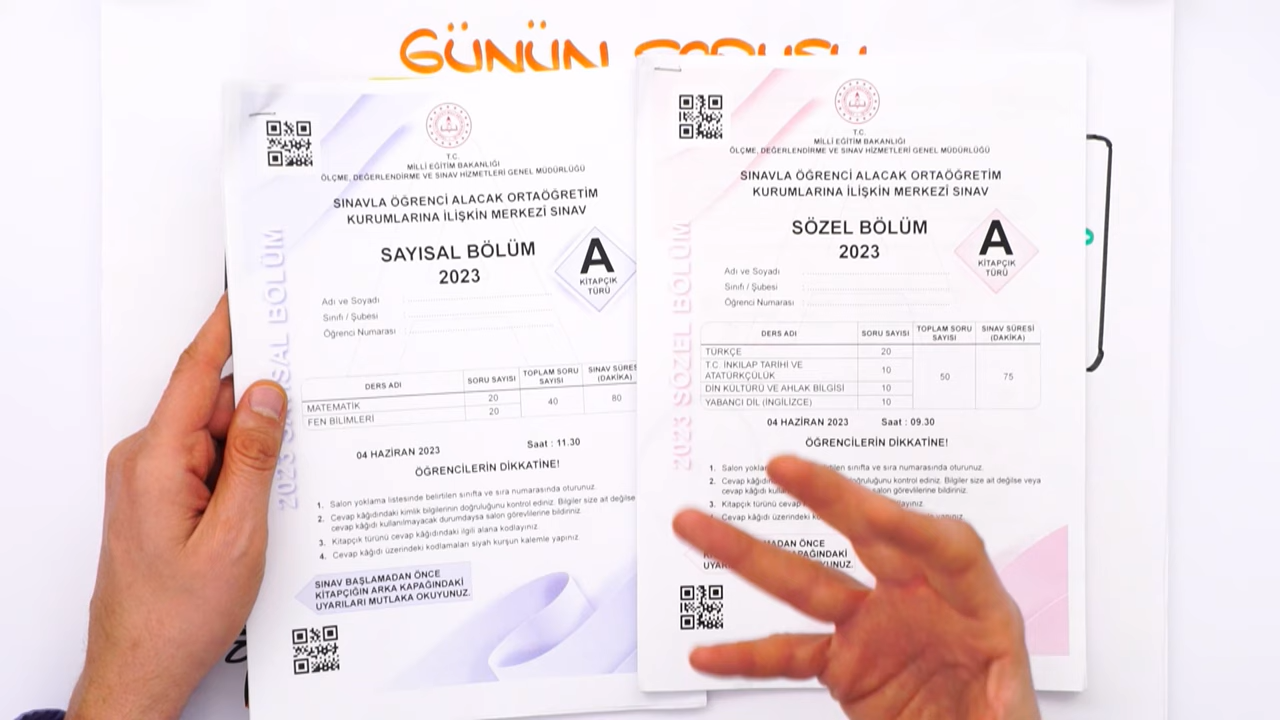 GÜNÜN SORUSU
T.C.
MİLLİ EĞİTİM BAKANLIĞI
ÖLÇME, DEĞERLENDİRME VE SINAV HİZMETLERİ GENEL MÜDÜRLÜĞÜ
SINAVLA ÖĞRENCİ ALACAK ORTAÖĞRETİM
KURUMLARINA İLİŞKİN MERKEZİ SINAV
SAYISAL BÖLÜM
2023
A
KİTAPÇIK
TÜRÜ
Adı ve Soyadı
Sınıfı / Şubesi
Öğrenci Numarası
2023 SAYISAL BÖLÜM
DERS ADI SORU SAYISI TOPLAM SORU SAYISI SINAV SÜRESİ (DAKİKA)
MATEMATİK 20 40 80
FEN BİLİMLERİ 20
04 HAZİRAN 2023 Saat : 11.30
ÖĞRENCİLERİN DİKKATİNE!
1. Salon yoklama listesinde belirtilen sınıfta ve sıra numarasında oturunuz.
2. Cevap kâğıdındaki kimlik bilgilerinin doğruluğunu kontrol ediniz. Bilgiler size ait değilse
cevap kâğıdı kullanılmayacak durumdaysa salon görevlilerine bildiriniz.
3. Kitapçık türünü cevap kâğıdındaki ilgili alana kodlayınız.
4. Cevap kâğıdı üzerindeki kodlamaları siyah kurşun kalemle yapınız.
SINAV BAŞLAMADAN ÖNCE
KİTAPÇIĞIN ARKA KAPAĞINDAKİ
UYARILARI MUTLAKA OKUYUNUZ.
T.C.
MİLLİ EĞİTİM BAKANLIĞI
ÖLÇME, DEĞERLENDİRME VE SINAV HİZMETLERİ GENEL MÜDÜRLÜĞÜ
SINAVLA ÖĞRENCİ ALACAK ORTAÖĞRETİM
KURUMLARINA İLİŞKİN MERKEZİ SINAV
SÖZEL BÖLÜM
2023
A
KİTAPÇIK
TÜRÜ
Adı ve Soyadı
Sınıfı / Şubesi
Öğrenci Numarası
2023 SÖZEL BÖLÜM
DERS ADI SORU SAYISI TOPLAM SORU SAYISI SINAV SÜRESİ (DAKİKA)
TÜRKÇE 20 50 75
T.C. İNKILAP TARİHİ VE ATATÜRKÇÜLÜK 10
DİN KÜLTÜRÜ VE AHLAK BİLGİSİ 10
YABANCI DİL (İNGİLİZCE) 10
04 HAZİRAN 2023 Saat : 09.30
ÖĞRENCİLERİN DİKKATİNE!
1. Salon belirtilen sınıfta ve sıra numarasında oturunuz.
2. Cevap doğruluğunu kontrol ediniz. Bilgiler size ait değilse veya
cevap kâğıdı salon görevlilerine bildiriniz.
3. Kitapçık türünü cevap
Cevap kâğıdı üzerindeki yapınız.
ÖNCE